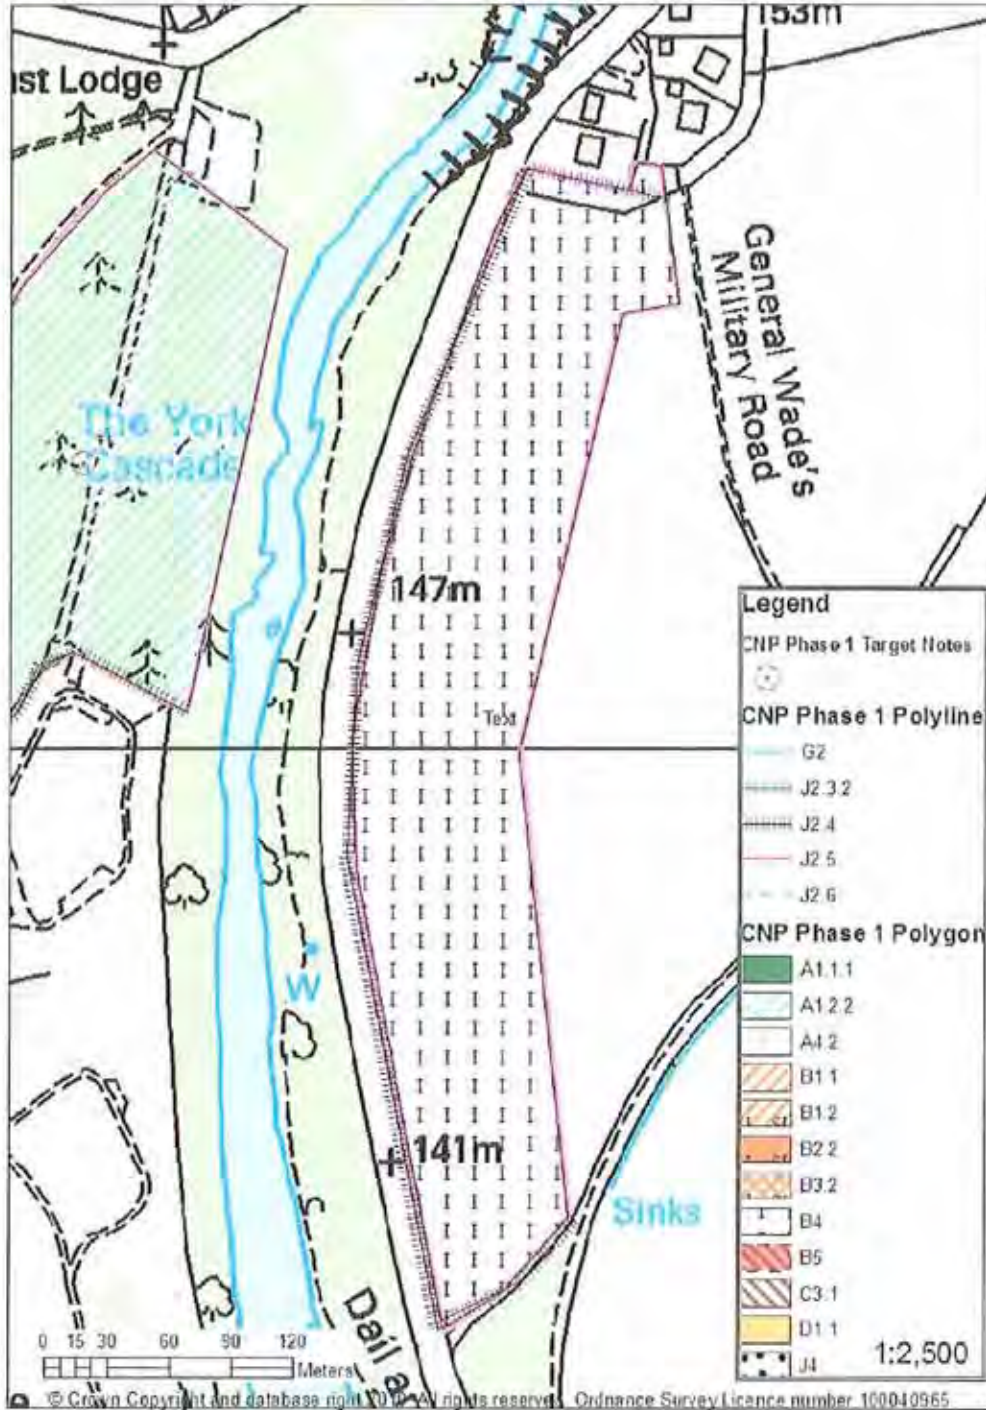 153m
ast Lodge
General Wade's
Military Road
The York
Cascade
147m
Text
W
141m
Sinks
Legend
CNP Phase 1 Target Notes
CNP Phase 1 Polyline
G2
J2.3.2
J2.4
J2.5
J2.6
CNP Phase 1 Polygon
A1.1.1
A1.2.2
A4.2
B1.1
B1.2
B2.2
B3.2
B4
B5
C3.1
D1.1
J4
1:2,500
0 15 30 60 90 120
Meters
Dail a
© Crown Copyright and database right All rights reserved Ordnance Survey Licence number 100040965